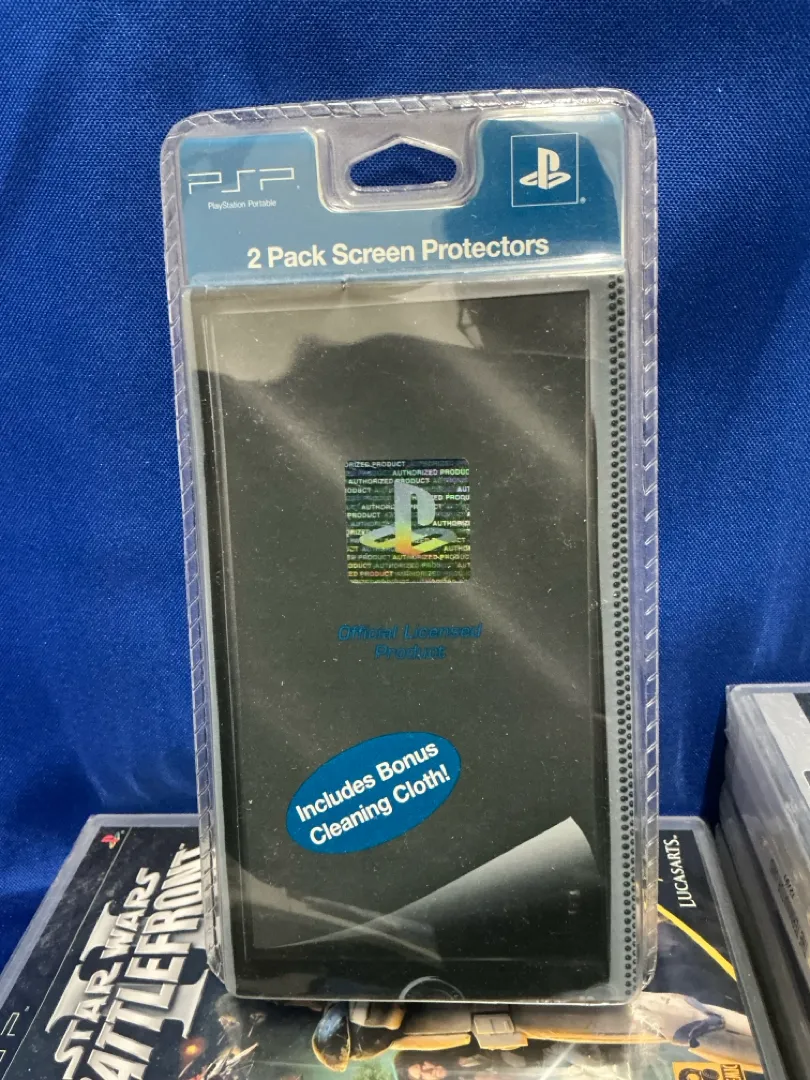 PSP
PlayStation Portable
2 Pack Screen Protectors
AUTHORIZED PRODUCT
Official Licensed
Product
Includes Bonus
Cleaning Cloth!
STAR WARS
BATTLEFRONT
II
LUCASARTS.